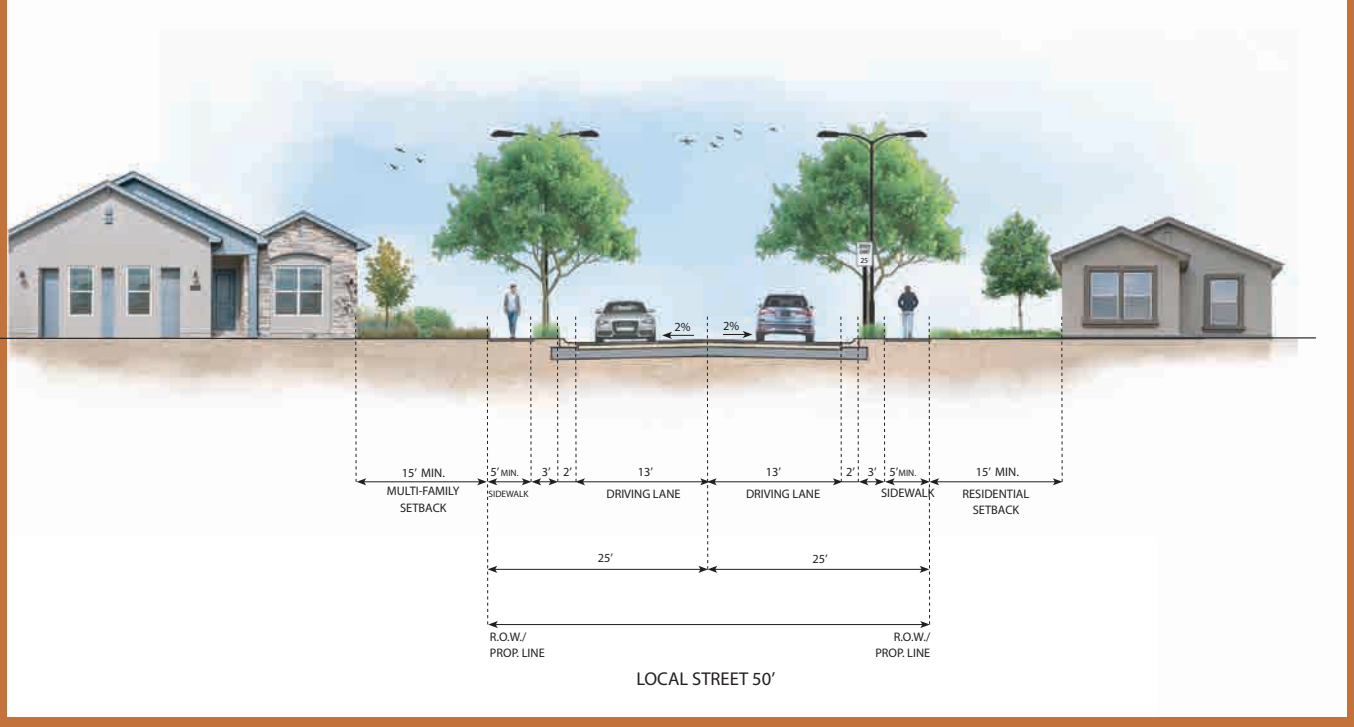 25
2% 2%
15′ MIN. 5′ MIN. 3′ 2′ 13′ 13′ 2′ 3′ 5′MIN. 15′ MIN.
MULTI-FAMILY SETBACK
SIDEWALK
DRIVING LANE
DRIVING LANE
SIDEWALK
RESIDENTIAL SETBACK
25′ 25′
R.O.W./
PROP. LINE
R.O.W./
PROP. LINE
LOCAL STREET 50′